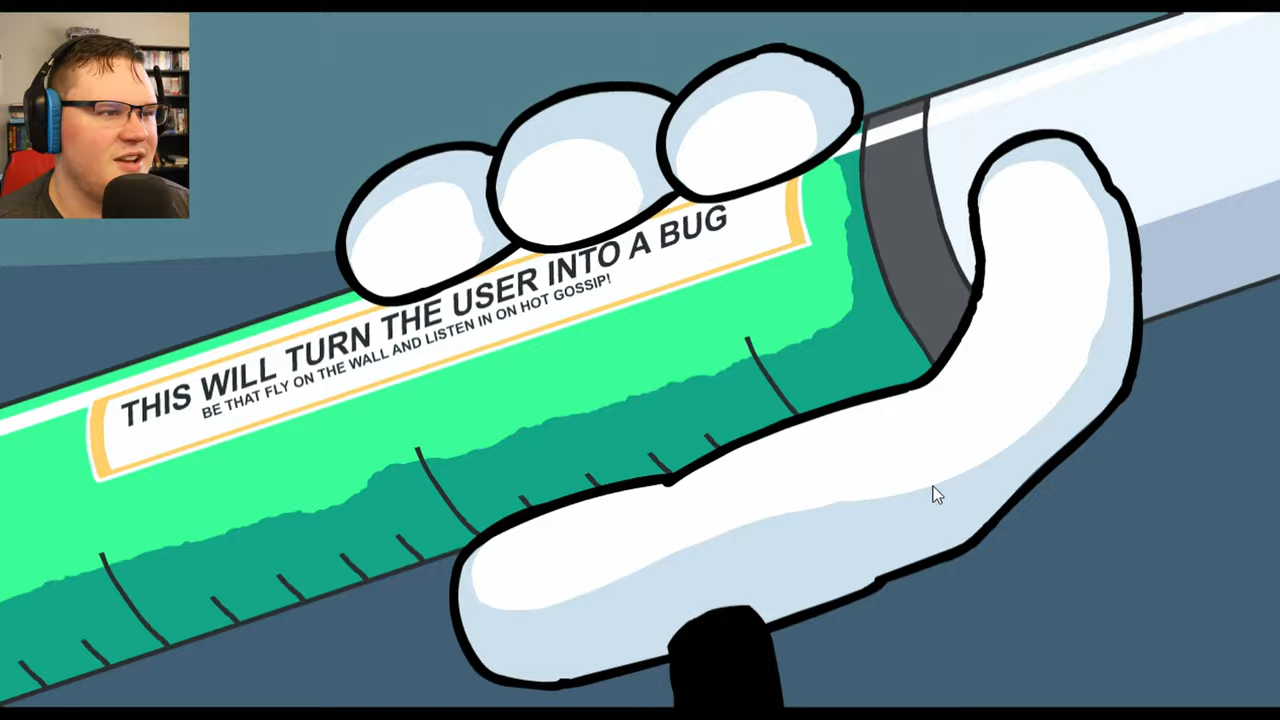 THIS WILL TURN THE USER INTO A BUG
BE THAT FLY ON THE WALL AND LISTEN IN ON HOT GOSSIP!